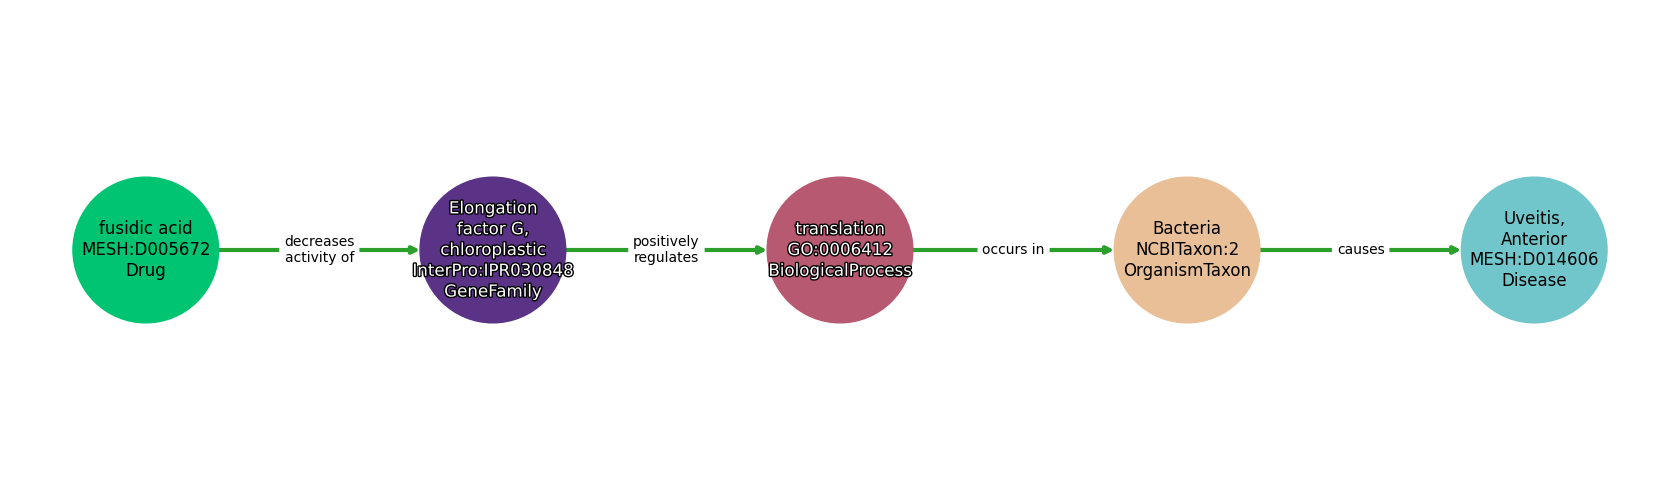 fusidic acid
MESH:D005672
Drug
decreases
activity of
Elongation
factor G,
chloroplastic
InterPro:IPR030848
GeneFamily
positively
regulates
translation
GO:0006412
BiologicalProcess
occurs in
Bacteria
NCBITaxon:2
OrganismTaxon
causes
Uveitis,
Anterior
MESH:D014606
Disease